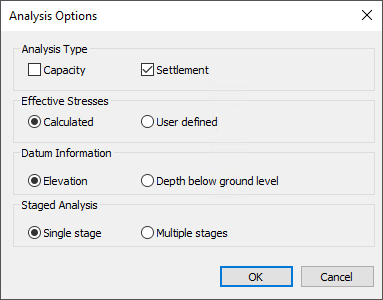 Analysis Options
Analysis Type
Capacity Settlement
Effective Stresses
Calculated User defined
Datum Information
Elevation Depth below ground level
Staged Analysis
Single stage Multiple stages
OK Cancel